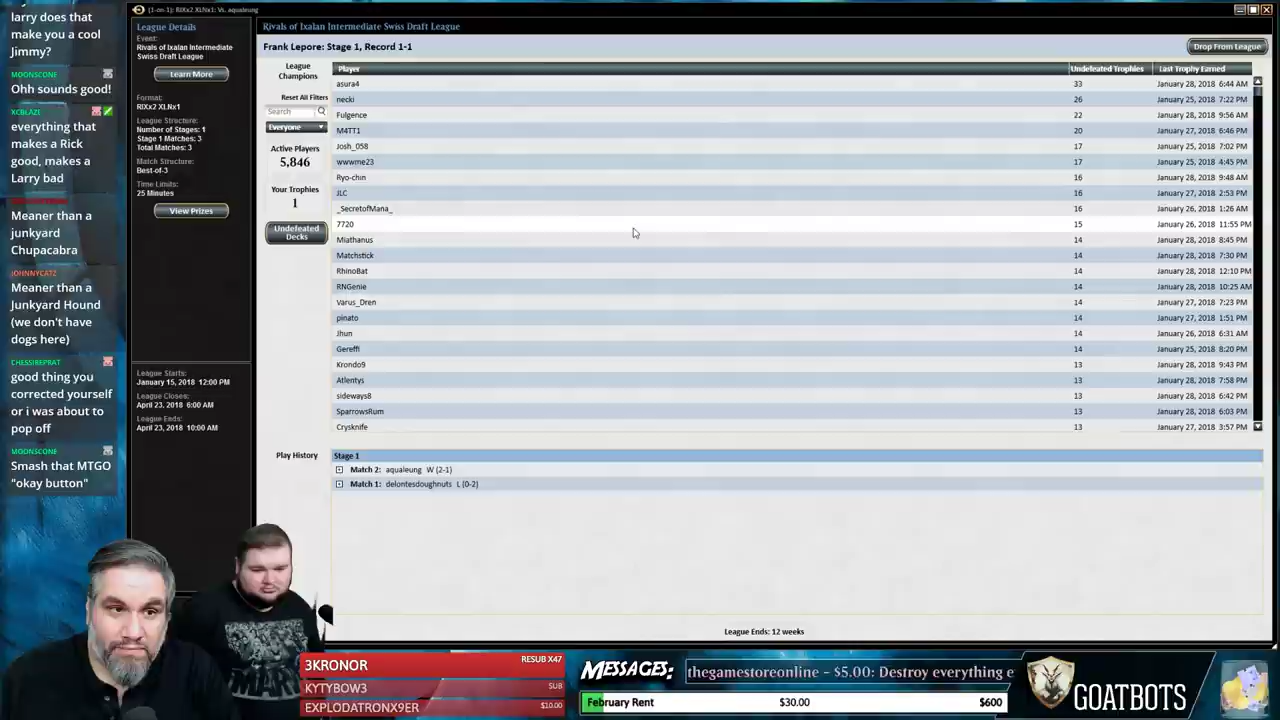 larry does that
make you a cool
Jimmy?
MOONSCONE
Ohh sounds good!
XCBLAZE
everything that
makes a Rick
good, makes a
Larry bad
Meaner than a
junkyard
Chupacabra
JOHNNYCATZ
Meaner than a
Junkyard Hound
(we don't have
dogs here)
CHESSIREPRAT
good thing you
corrected yourself
or i was about to
pop off
MOONSCONE
Smash that MTGO
"okay button"
(1-on-1): RIXx2 XLNx1: Vs. aqualeung
League Details
Event:
Rivals of Ixalan Intermediate
Swiss Draft League
Learn More
Format:
RIXx2 XLNx1
League Structure:
Number of Stages: 1
Stage 1 Matches: 3
Total Matches: 3
Match Structure:
Best-of-3
Time Limits:
25 Minutes
View Prizes
League Starts:
January 15, 2018 12:00 PM
League Closes:
April 23, 2018 6:00 AM
League Ends:
April 23, 2018 10:00 AM
Rivals of Ixalan Intermediate Swiss Draft League
Frank Lepore: Stage 1, Record 1-1
Drop From League
League
Champions
Reset All Filters
Search
Everyone
Active Players
5,846
Your Trophies
1
Undefeated
Decks
Player Undefeated Trophies Last Trophy Earned
asura4 33 January 28, 2018 6:44 AM
necki 26 January 25, 2018 7:22 PM
Fulgence 22 January 28, 2018 9:56 AM
M4TT1 20 January 27, 2018 6:46 PM
Josh_058 17 January 25, 2018 7:02 PM
wwwme23 17 January 25, 2018 4:45 PM
Ryo-chin 16 January 28, 2018 9:48 AM
JLC 16 January 27, 2018 2:53 PM
_SecretofMana_ 16 January 26, 2018 1:26 AM
7720 15 January 26, 2018 11:55 PM
Miathanus 14 January 28, 2018 8:45 PM
Matchstick 14 January 28, 2018 7:30 PM
RhinoBat 14 January 28, 2018 12:10 PM
RNGenie 14 January 28, 2018 10:25 AM
Varus_Dren 14 January 27, 2018 7:23 PM
pinato 14 January 27, 2018 1:51 PM
Jhun 14 January 26, 2018 6:31 AM
Gereffi 14 January 25, 2018 8:20 PM
Krondo9 13 January 28, 2018 9:43 PM
Atlentys 13 January 28, 2018 7:58 PM
sideways8 13 January 28, 2018 6:42 PM
SparrowsRum 13 January 28, 2018 6:03 PM
Crysknife 13 January 27, 2018 3:57 PM
Play History
Stage 1
Match 2: aqualeung W (2-1)
Match 1: delontesdoughnuts L (0-2)
League Ends: 12 weeks
3KRONOR RESUB X47
KYTYBOW3 SUB
EXPLODATRONX9ER $10.00
MESSAGES:
thegamestoreonline - $5.00: Destroy everything e
February Rent $30.00 $600
GOATBOTS